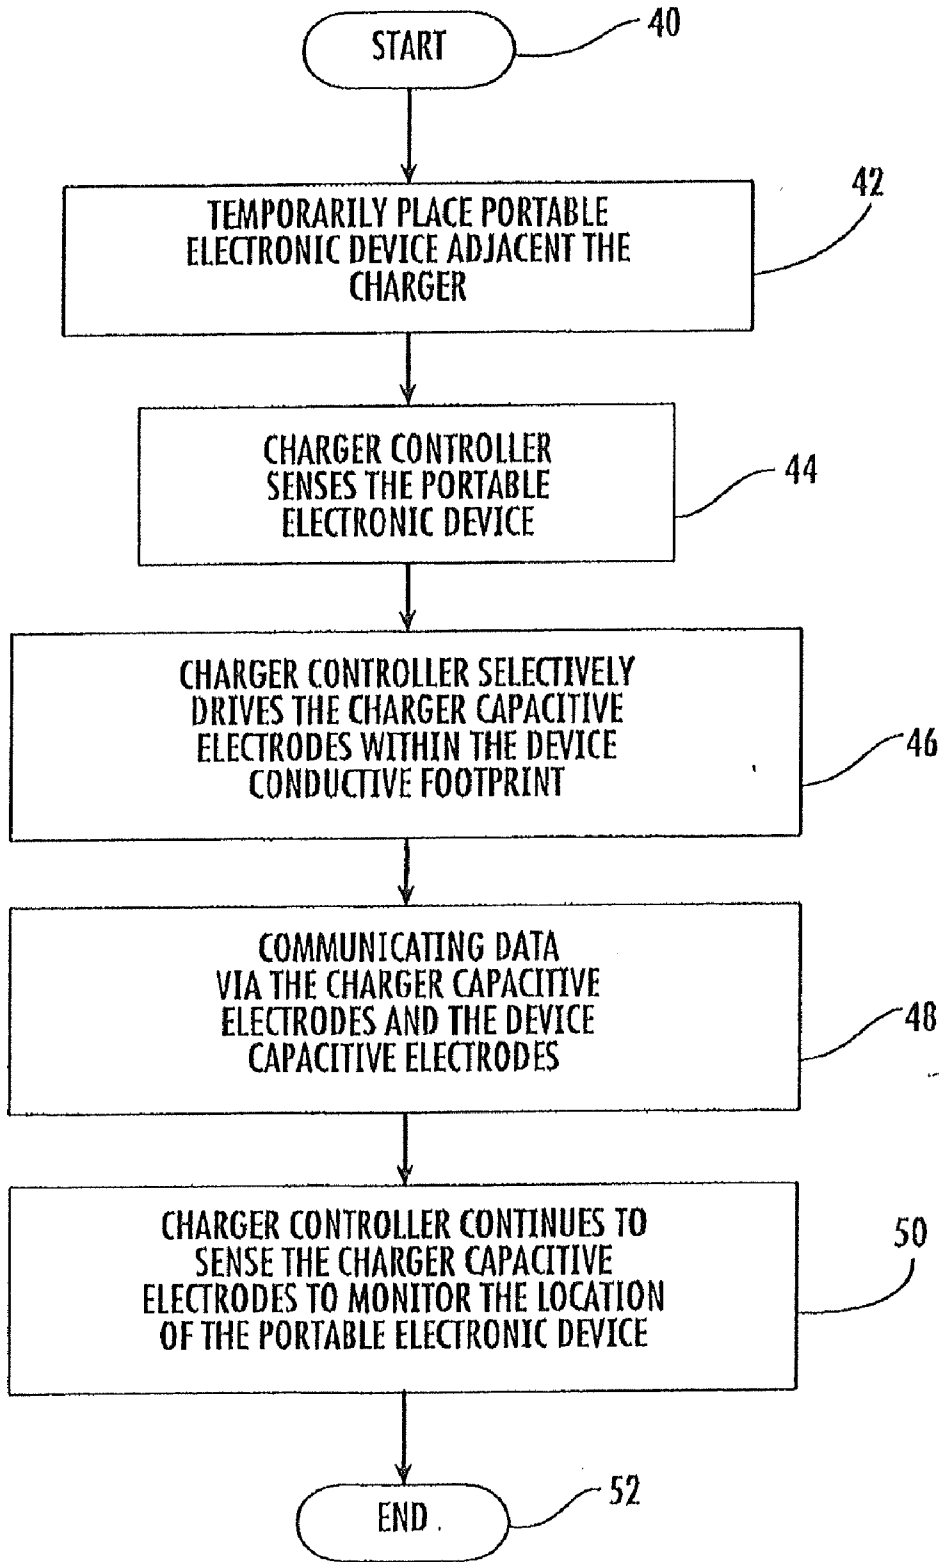 START
40
TEMPORARILY PLACE PORTABLE
ELECTRONIC DEVICE ADJACENT THE
CHARGER
42
CHARGER CONTROLLER
SENSES THE PORTABLE
ELECTRONIC DEVICE
44
CHARGER CONTROLLER SELECTIVELY
DRIVES THE CHARGER CAPACITIVE
ELECTRODES WITHIN THE DEVICE
CONDUCTIVE FOOTPRINT
46
COMMUNICATING DATA
VIA THE CHARGER CAPACITIVE
ELECTRODES AND THE DEVICE
CAPACITIVE ELECTRODES
48
CHARGER CONTROLLER CONTINUES TO
SENSE THE CHARGER CAPACITIVE
ELECTRODES TO MONITOR THE LOCATION
OF THE PORTABLE ELECTRONIC DEVICE
50
END
52